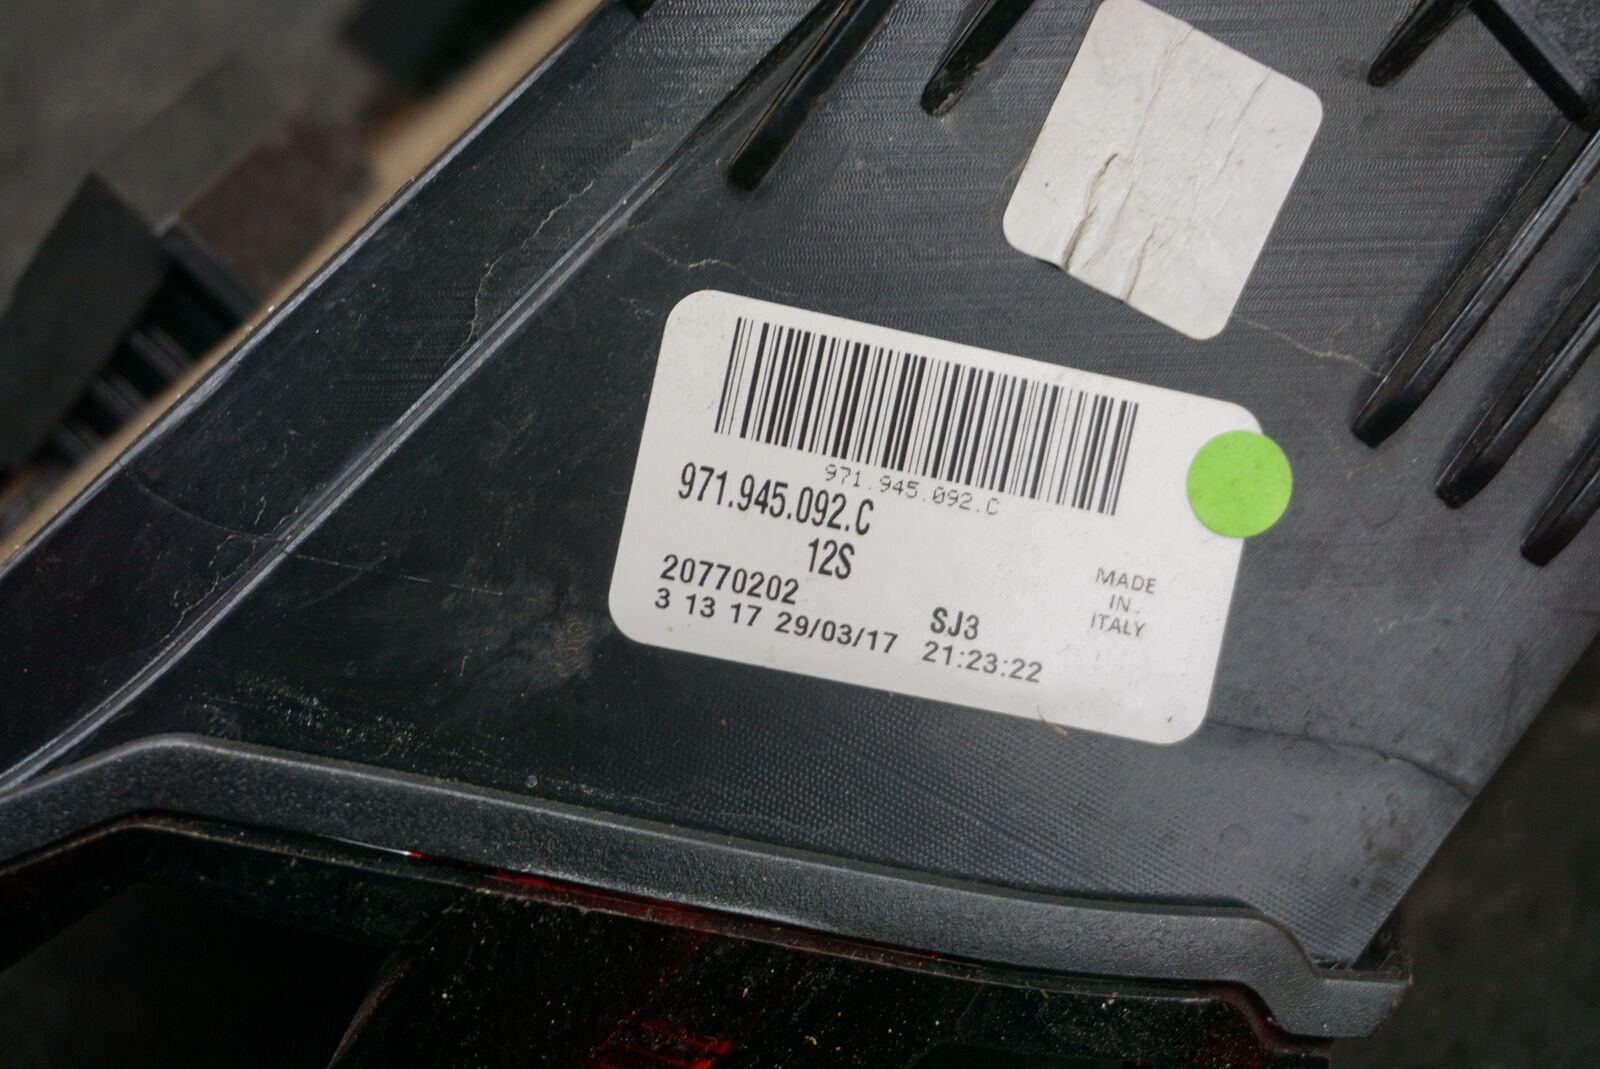 971.945.092.C
971.945.092.C
12S
20770202
SJ3
3 13 17 29/03/17 21:23:22
MADE
IN
ITALY